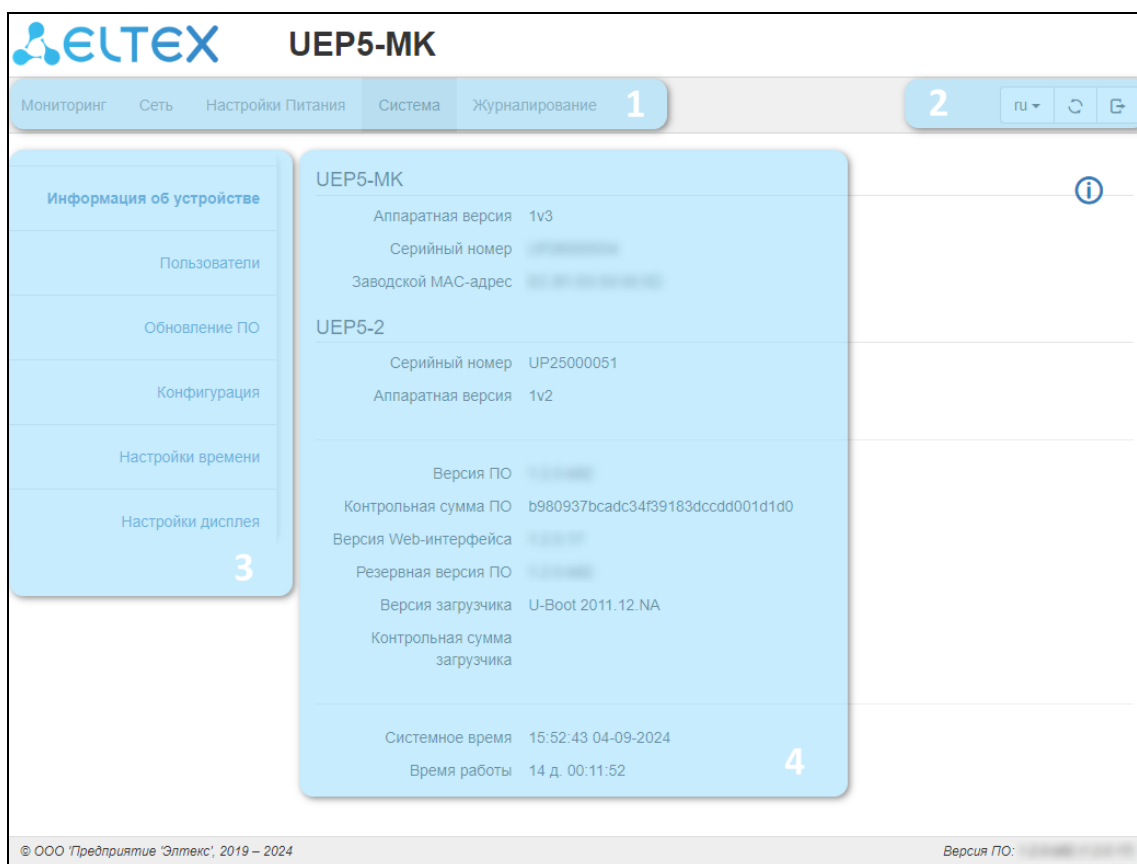 ELTEX UEP5-MK
Мониторинг Сеть Настройки Питания Система Журналирование 1 2 ru
Информация об устройстве
Пользователи
Обновление ПО
Конфигурация
Настройки времени
Настройки дисплея
3
UEP5-MK
Аппаратная версия 1v3
Серийный номер
Заводской MAC-адрес
UEP5-2
Серийный номер UP25000051
Аппаратная версия 1v2
Версия ПО
Контрольная сумма ПО b980937bcadc34f39183dccdd001d1d0
Версия Web-интерфейса
Резервная версия ПО
Версия загрузчика U-Boot 2011.12.NA
Контрольная сумма
загрузчика
Системное время 15:52:43 04-09-2024
Время работы 14 д. 00:11:52
4
© ООО 'Предприятие 'Элтекс', 2019 – 2024 Версия ПО: